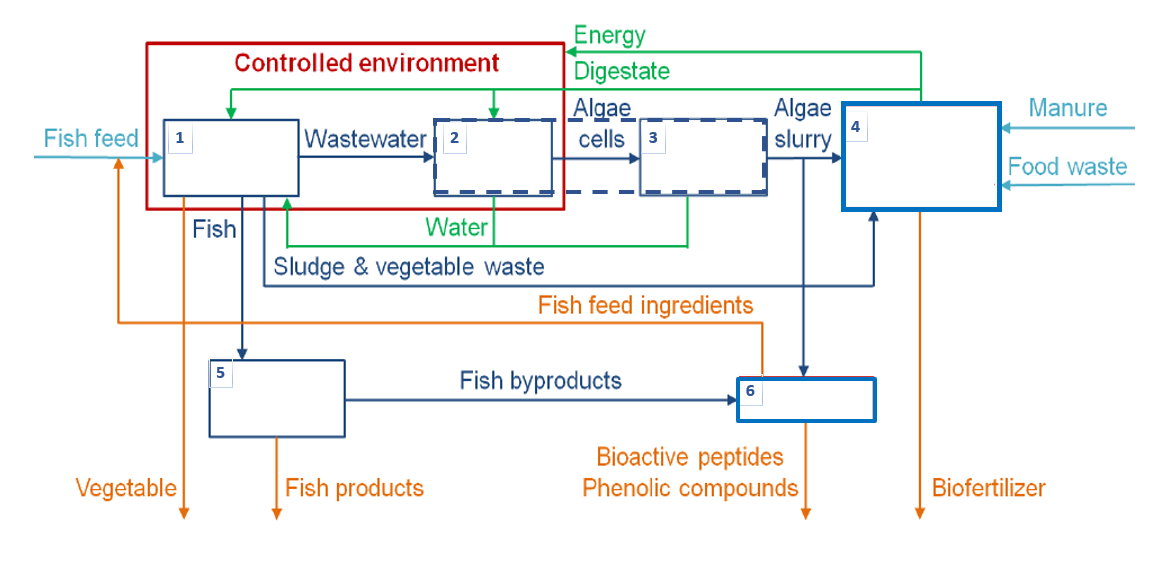 Energy
Controlled environment
Digestate
Fish feed
1
Wastewater
2
Algae
cells
3
Algae
slurry
4
Manure
Food waste
Fish
Water
Sludge & vegetable waste
Fish feed ingredients
5
Fish byproducts
6
Vegetable
Fish products
Bioactive peptides
Phenolic compounds
Biofertilizer